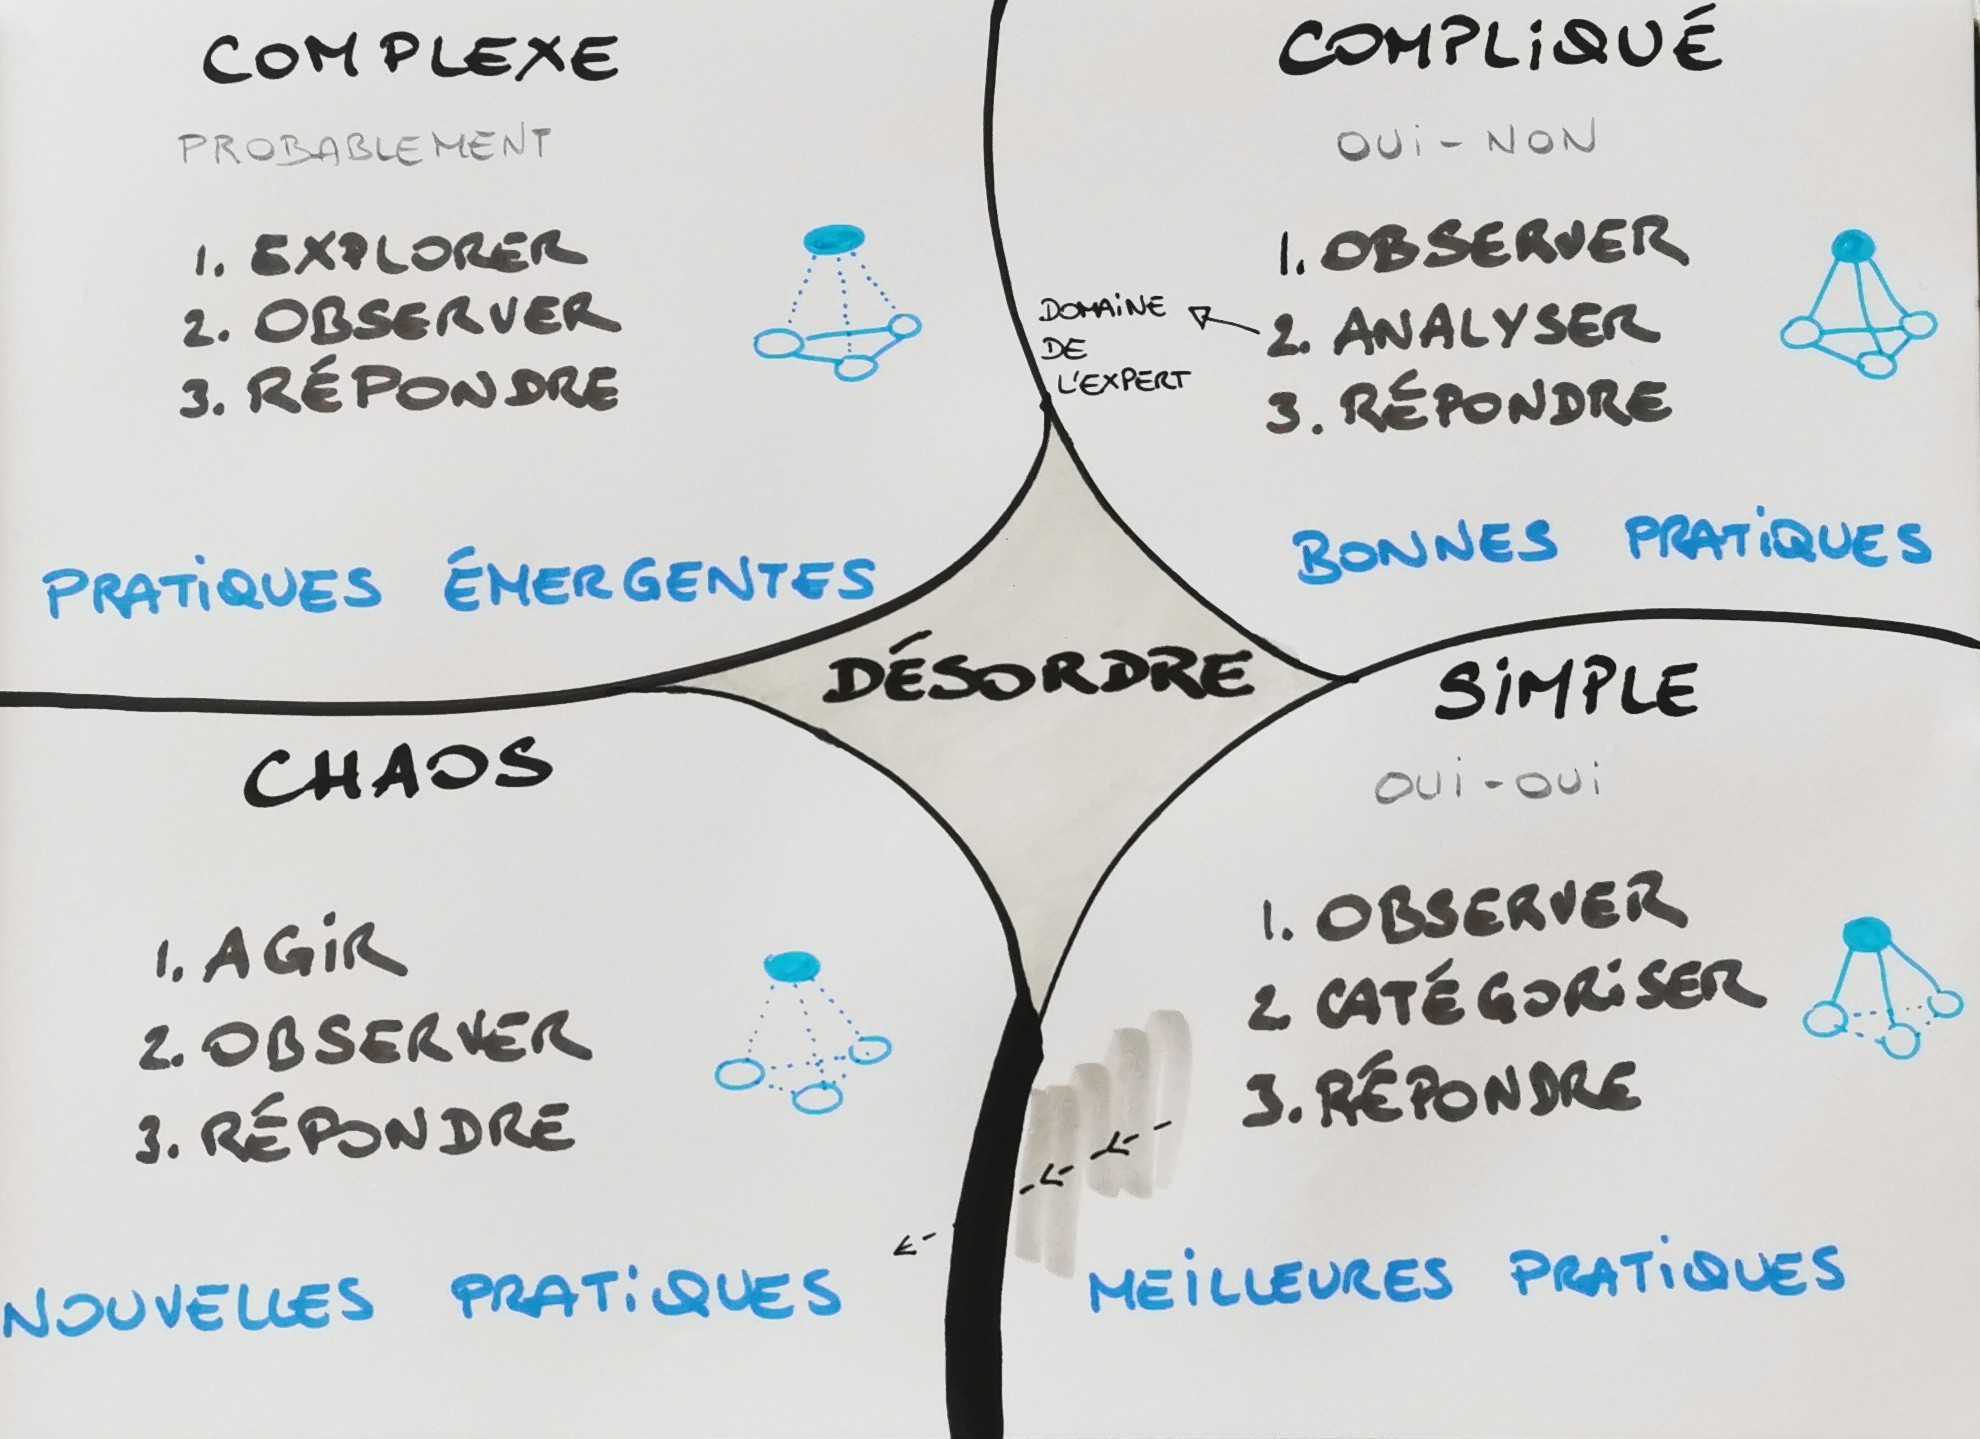 COMPLEXE
PROBABLEMENT
1. EXPLORER
2. OBSERVER
3. RÉPONDRE
PRATIQUES ÉMERGENTES
COMPLIQUÉ
OUI - NON
1. OBSERVER
2. ANALYSER
3. RÉPONDRE
DOMAINE
DE
L'EXPERT
BONNES PRATIQUES
DÉSORDRE
CHAOS
1. AGIR
2. OBSERVER
3. RÉPONDRE
NOUVELLES PRATIQUES
SIMPLE
OUI - OUI
1. OBSERVER
2. CATÉGORISER
3. RÉPONDRE
MEILLEURES PRATIQUES